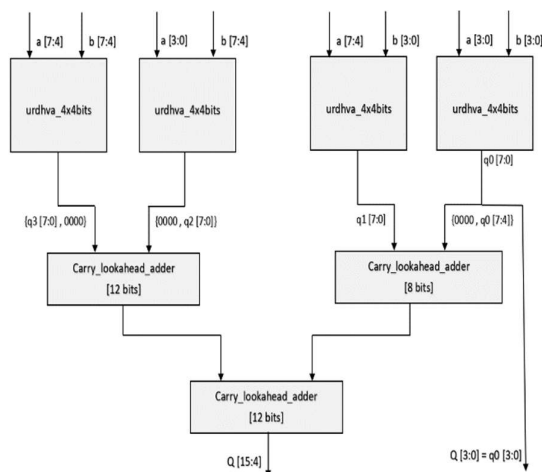 a [7:4] b [7:4] a [3:0] b [7:4] a [7:4] b [3:0] a [3:0] b [3:0]
urdhva_4x4bits urdhva_4x4bits urdhva_4x4bits urdhva_4x4bits
q0 [7:0]
{q3 [7:0] , 0000} {0000 , q2 [7:0]} q1 [7:0] {0000 , q0 [7:4]}
Carry_lookahead_adder
[12 bits]
Carry_lookahead_adder
[8 bits]
Carry_lookahead_adder
[12 bits]
Q [15:4] Q [3:0] = q0 [3:0]